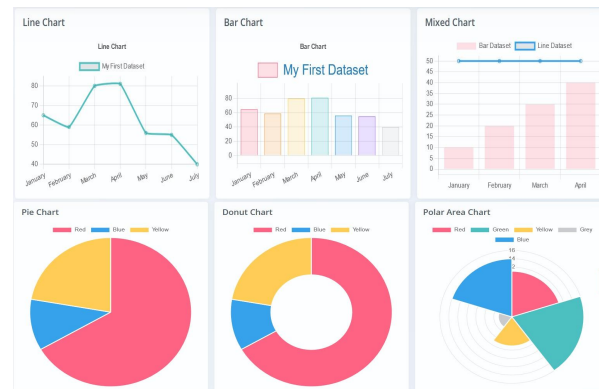 Line Chart
Line Chart
My First Dataset
80
70
60
50
40
January February March April May June July
Bar Chart
Bar Chart
My First Dataset
80
60
40
20
0
January February March April May June July
Mixed Chart
Bar Dataset Line Dataset
50
45
40
35
30
25
20
15
10
5
0
January February March April
Pie Chart
Red Blue Yellow
Donut Chart
Red Blue Yellow
Polar Area Chart
Red Green Yellow Grey
Blue
16
14
2